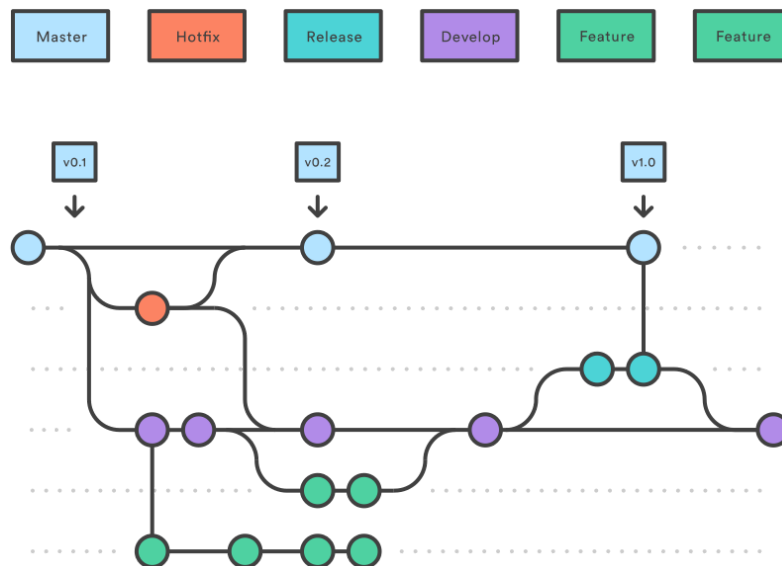 Master
Hotfix
Release
Develop
Feature
Feature
v0.1
v0.2
v1.0